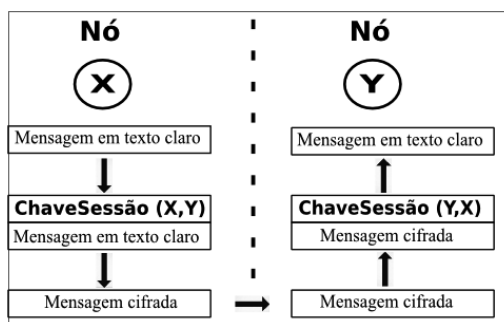 Nó
X
Mensagem em texto claro
ChaveSessão (X,Y)
Mensagem em texto claro
Mensagem cifrada
Nó
Y
Mensagem em texto claro
ChaveSessão (Y,X)
Mensagem cifrada
Mensagem cifrada